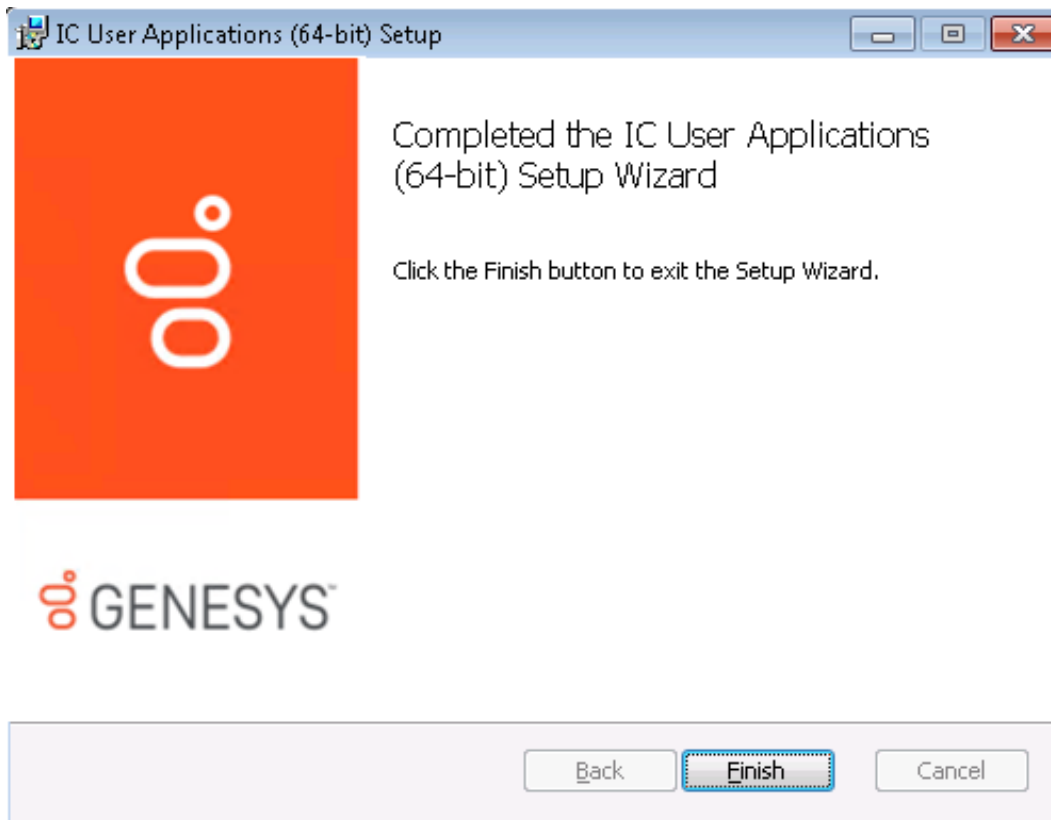 IC User Applications (64-bit) Setup
Completed the IC User Applications
(64-bit) Setup Wizard
Click the Finish button to exit the Setup Wizard.
GENESYS™
Back Finish Cancel